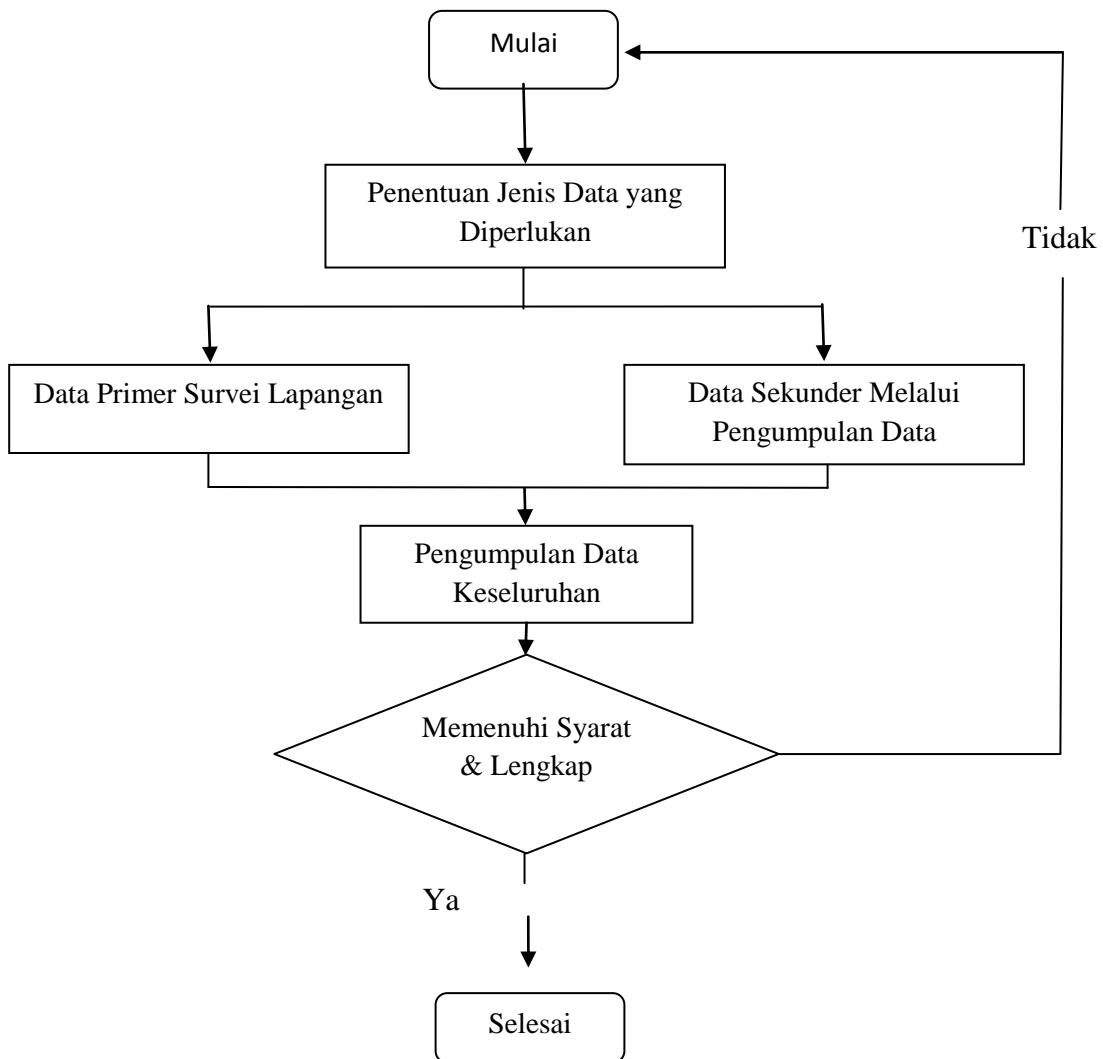 Mulai
Penentuan Jenis Data yang
Diperlukan
Tidak
Data Primer Survei Lapangan
Data Sekunder Melalui
Pengumpulan Data
Pengumpulan Data
Keseluruhan
Memenuhi Syarat
& Lengkap
Ya
Selesai